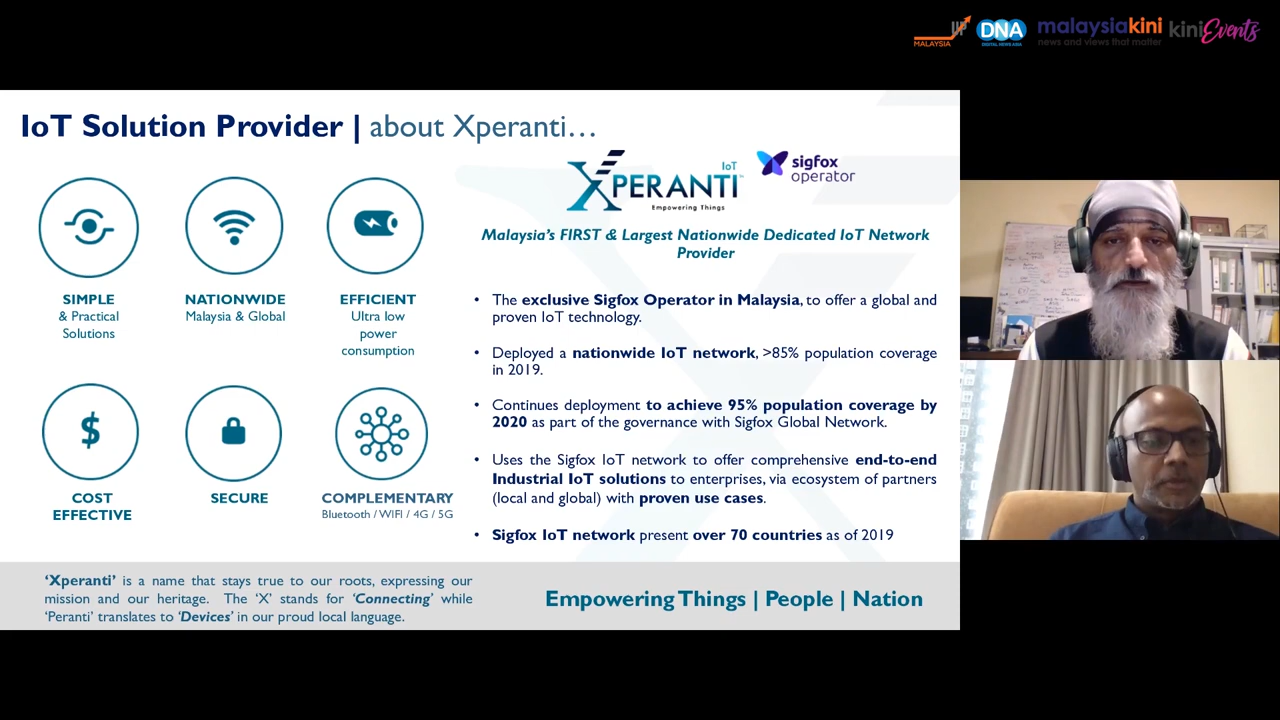 MALAYSIA
UP
DNA
DIGITAL NEWS ASIA
malaysiakini
news and views that matter
kiniEvents
IoT Solution Provider | about Xperanti…
IoT
XPERANTI
Empowering Things
sigfox
operator
Malaysia's FIRST & Largest Nationwide Dedicated IoT Network
Provider
SIMPLE
& Practical
Solutions
NATIONWIDE
Malaysia & Global
EFFICIENT
Ultra low
power
consumption
$
COST
EFFECTIVE
SECURE
COMPLEMENTARY
Bluetooth / WIFI / 4G / 5G
• The exclusive Sigfox Operator in Malaysia, to offer a global and
proven IoT technology.
• Deployed a nationwide IoT network, >85% population coverage
in 2019.
• Continues deployment to achieve 95% population coverage by
2020 as part of the governance with Sigfox Global Network.
• Uses the Sigfox IoT network to offer comprehensive end-to-end
Industrial IoT solutions to enterprises, via ecosystem of partners
(local and global) with proven use cases.
• Sigfox IoT network present over 70 countries as of 2019
'Xperanti' is a name that stays true to our roots, expressing our
mission and our heritage. The 'X' stands for 'Connecting' while
'Peranti' translates to 'Devices' in our proud local language.
Empowering Things | People | Nation